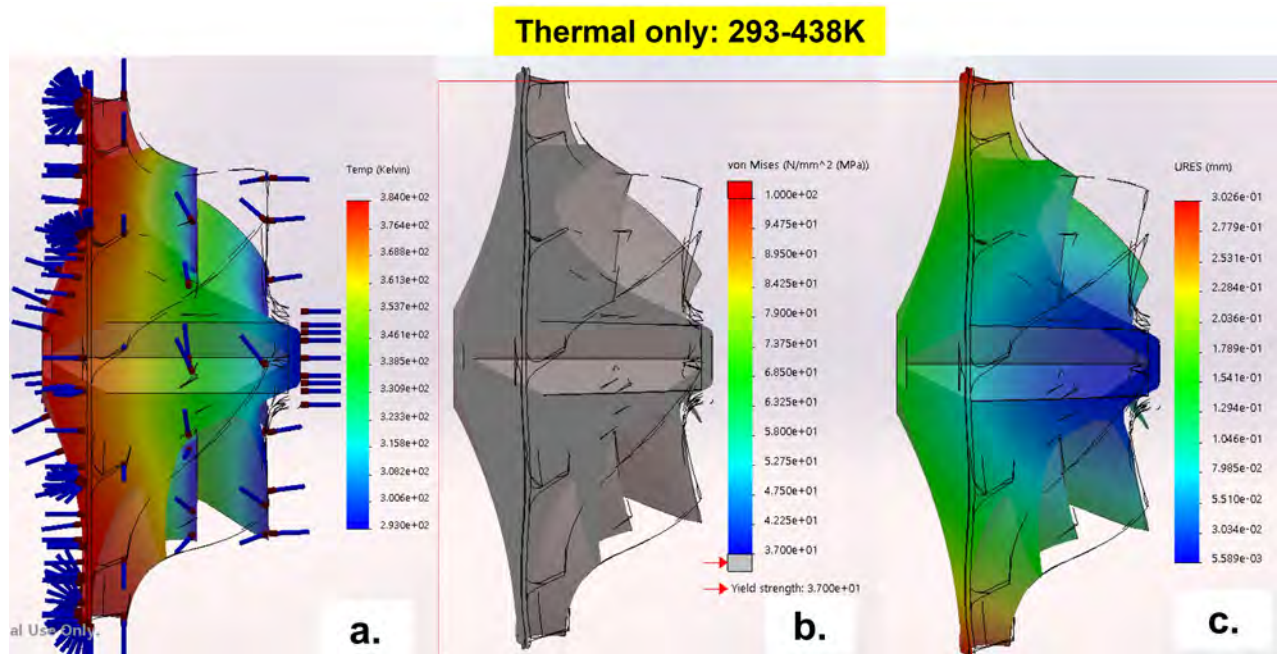 Thermal only: 293-438K
Temp (Kelvin)
3.840e+02
3.764e+02
3.688e+02
3.613e+02
3.537e+02
3.461e+02
3.385e+02
3.309e+02
3.233e+02
3.158e+02
3.082e+02
3.006e+02
2.930e+02
al Use Only.
a.
von Mises (N/mm^2 (MPa))
1.000e+02
9.475e+01
8.950e+01
8.425e+01
7.900e+01
7.375e+01
6.850e+01
6.325e+01
5.800e+01
5.275e+01
4.750e+01
4.225e+01
3.700e+01
Yield strength: 3.700e+01
b.
URES (mm)
3.026e-01
2.779e-01
2.531e-01
2.284e-01
2.036e-01
1.789e-01
1.541e-01
1.294e-01
1.046e-01
7.985e-02
5.510e-02
3.034e-02
5.589e-03
c.